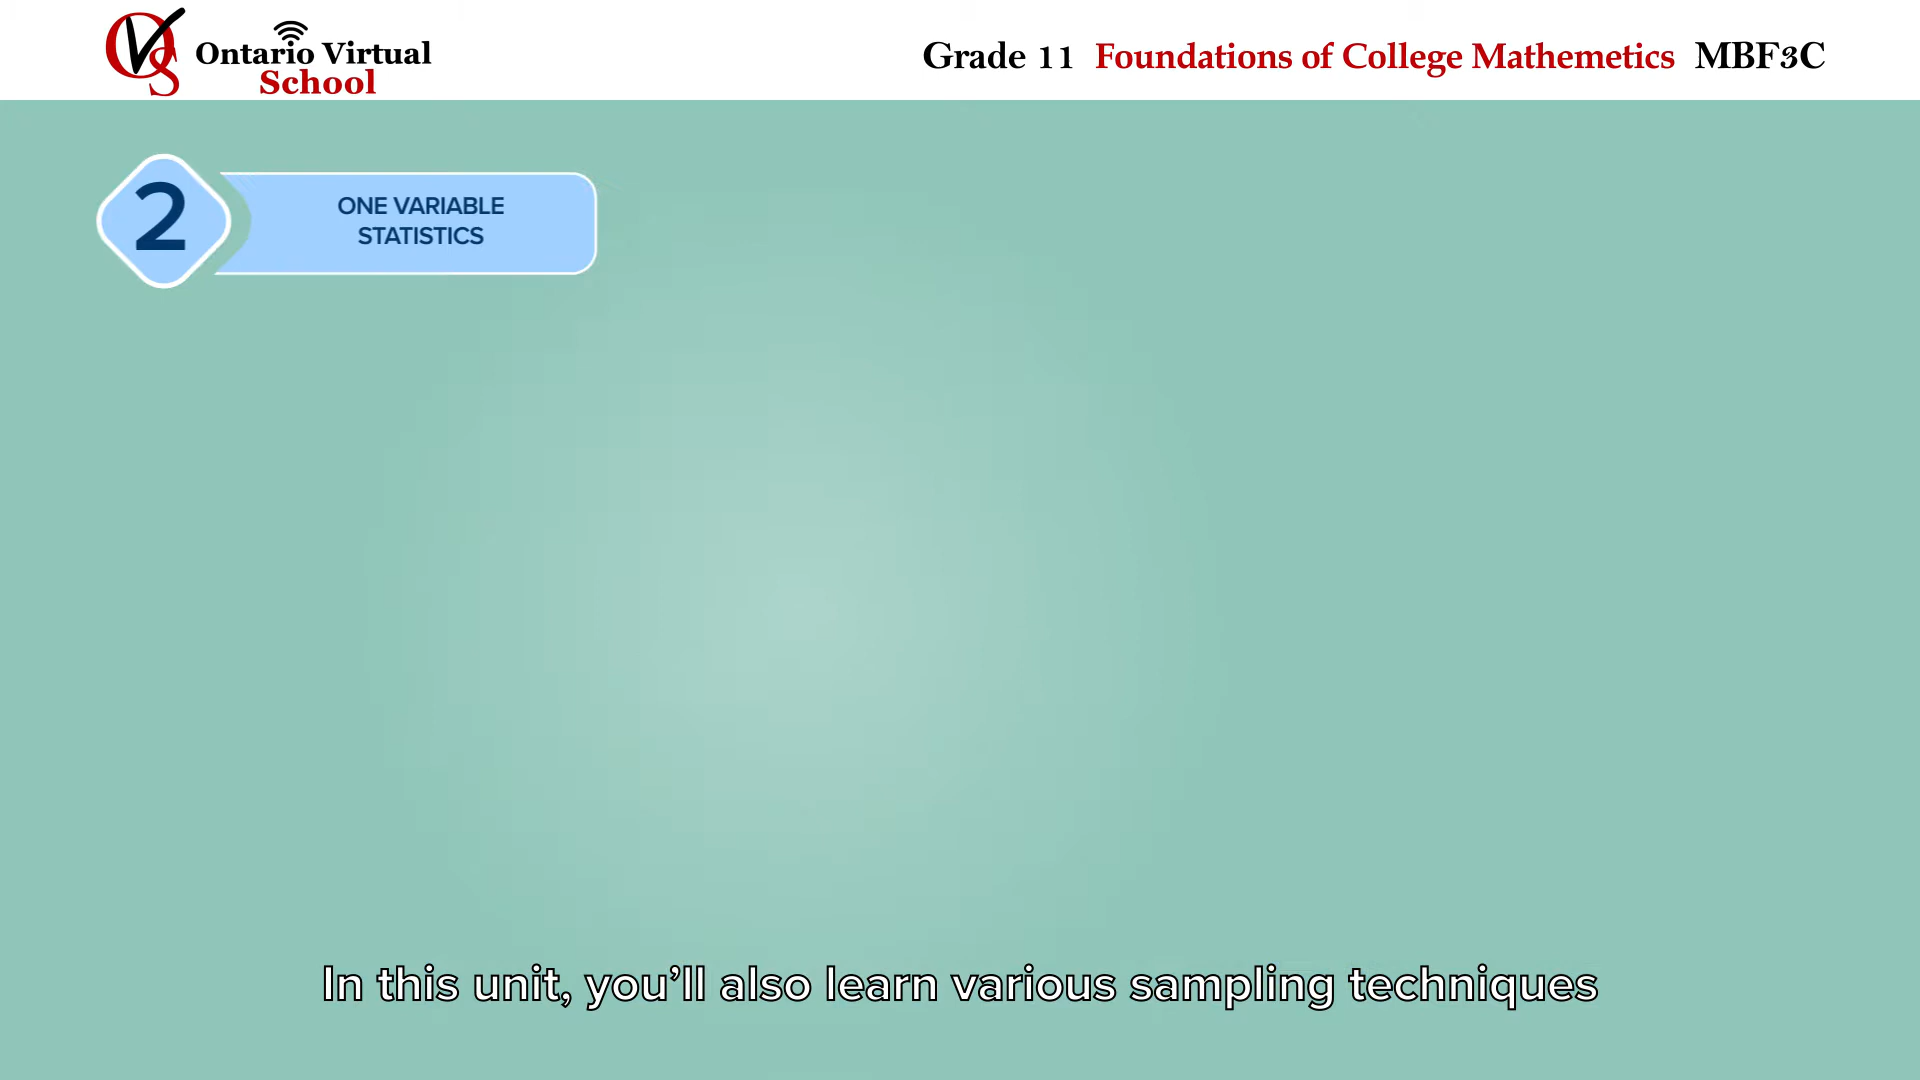 Ontario Virtual
School
Grade 11 Foundations of College Mathemetics MBF3C
2
ONE VARIABLE
STATISTICS
In this unit, you'll also learn various sampling techniques